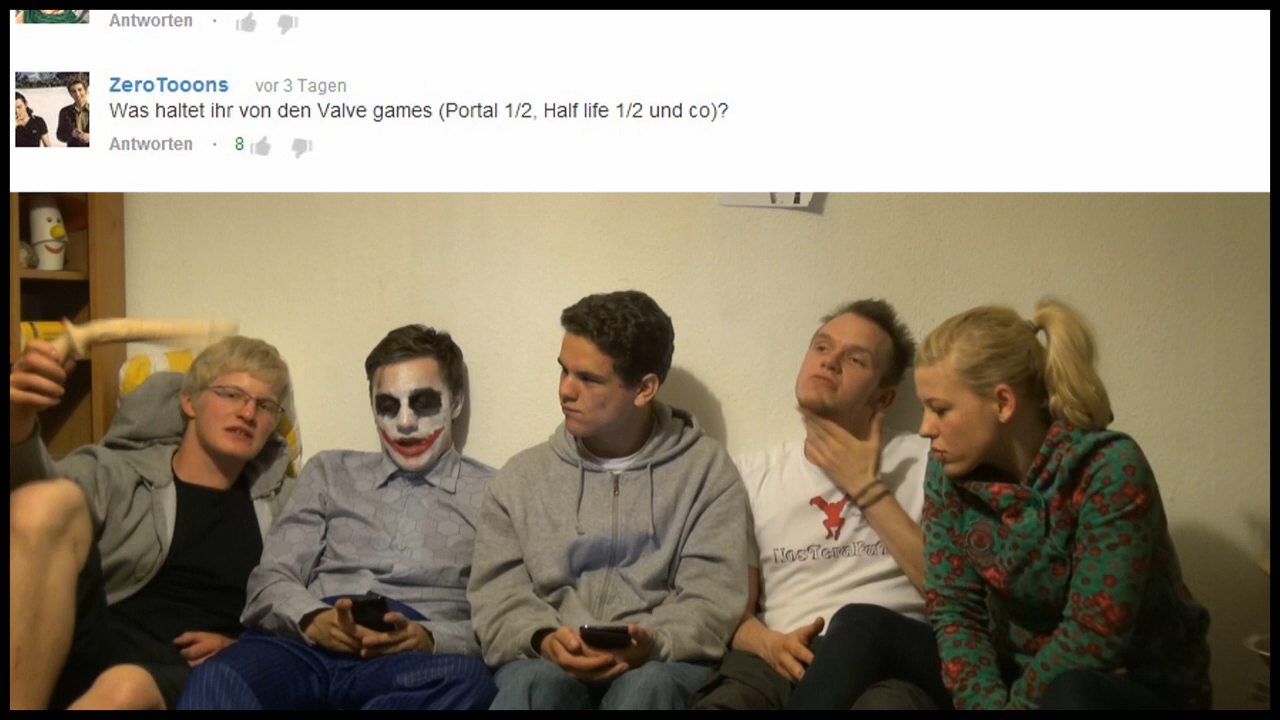 Antworten ·
ZeroTooons vor 3 Tagen
Was haltet ihr von den Valve games (Portal 1/2, Half life 1/2 und co)?
Antworten · 8